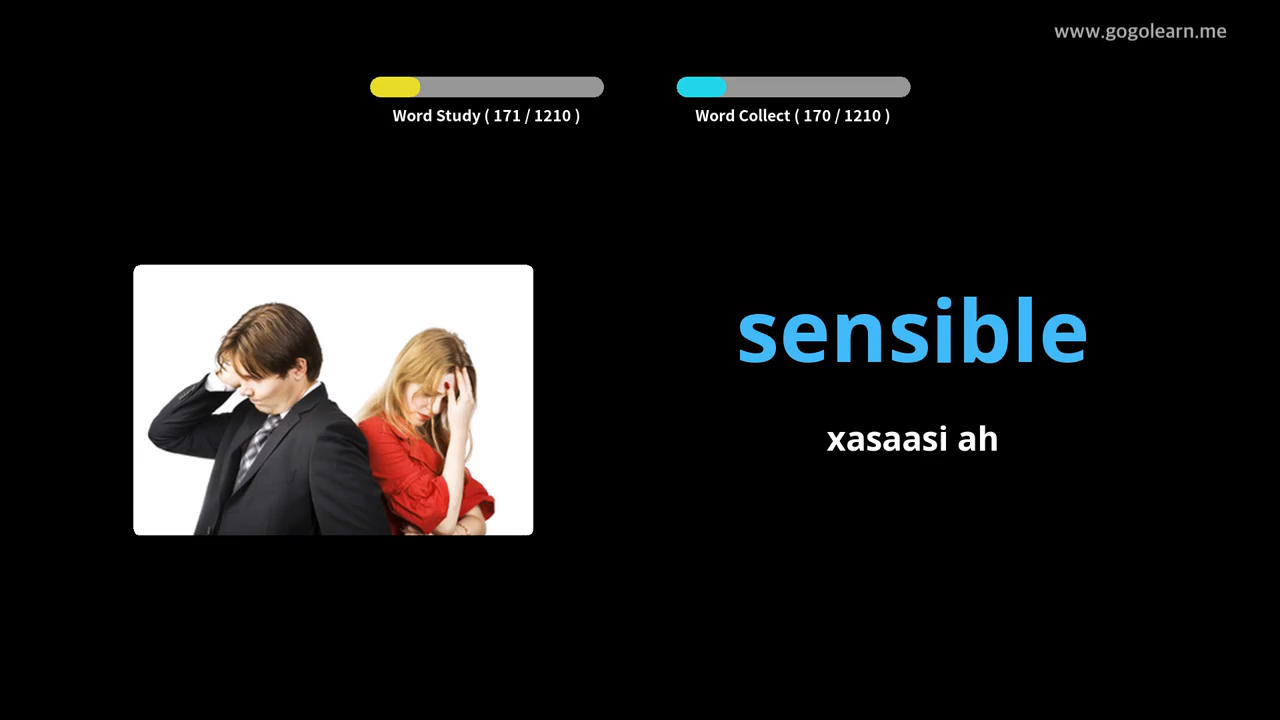 www.gogolearn.me
Word Study ( 171 / 1210 )
Word Collect ( 170 / 1210 )
sensible
xasaasi ah